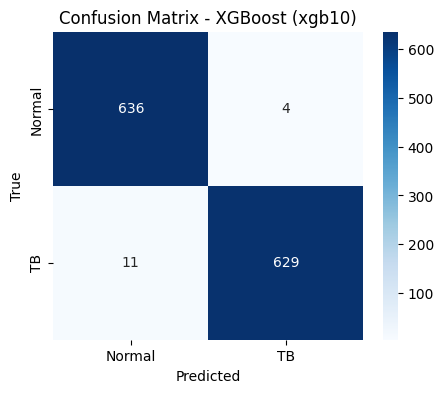 Confusion Matrix - XGBoost (xgb10)
True
Normal
TB
636
4
11
629
Normal
TB
Predicted
600
500
400
300
200
100